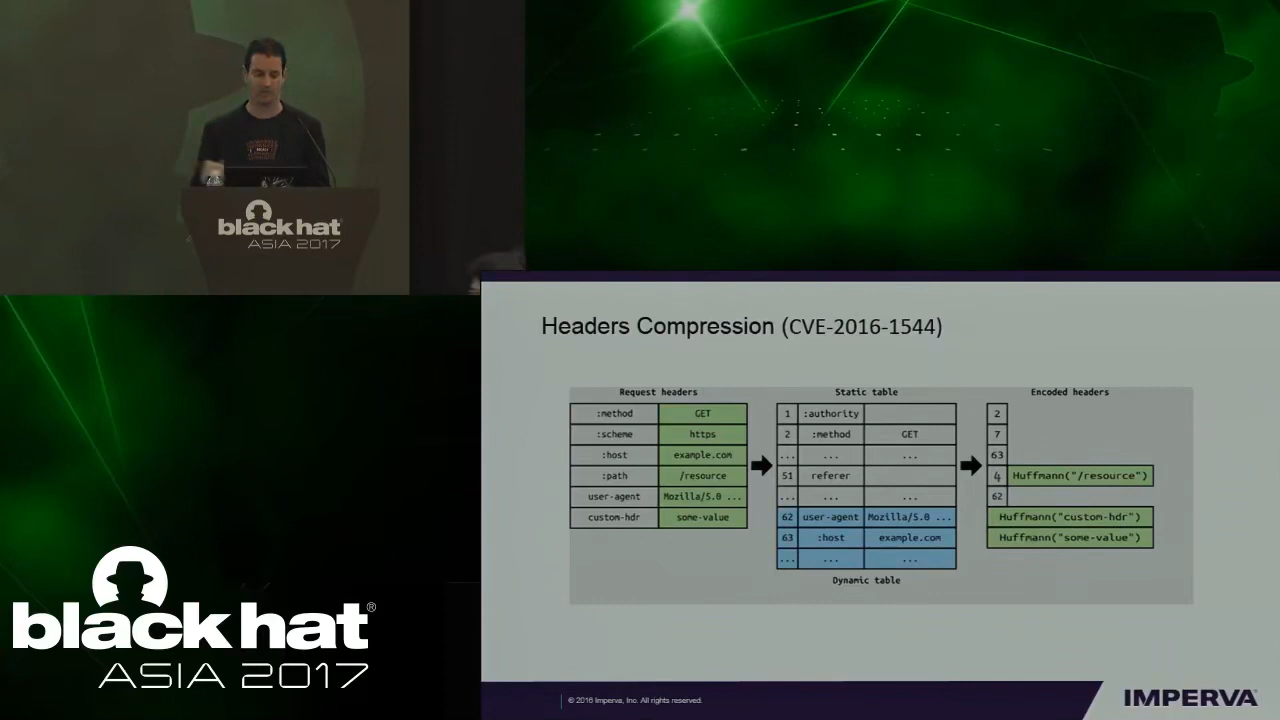 black hat
ASIA 2017
Headers Compression (CVE-2016-1544)
Request headers
:method GET
:scheme https
:host example.com
:path /resource
user-agent Mozilla/5.0 ...
custom-hdr some-value
Static table
1 :authority
2 :method GET
... ... ...
51 referer
... ... ...
62 user-agent Mozilla/5.0 ...
63 :host example.com
... ... ...
Dynamic table
Encoded headers
2
7
63
4 Huffmann("/resource")
62
Huffmann("custom-hdr")
Huffmann("some-value")
black hat®
ASIA 2017
© 2016 Imperva, Inc. All rights reserved.
IMPERVA